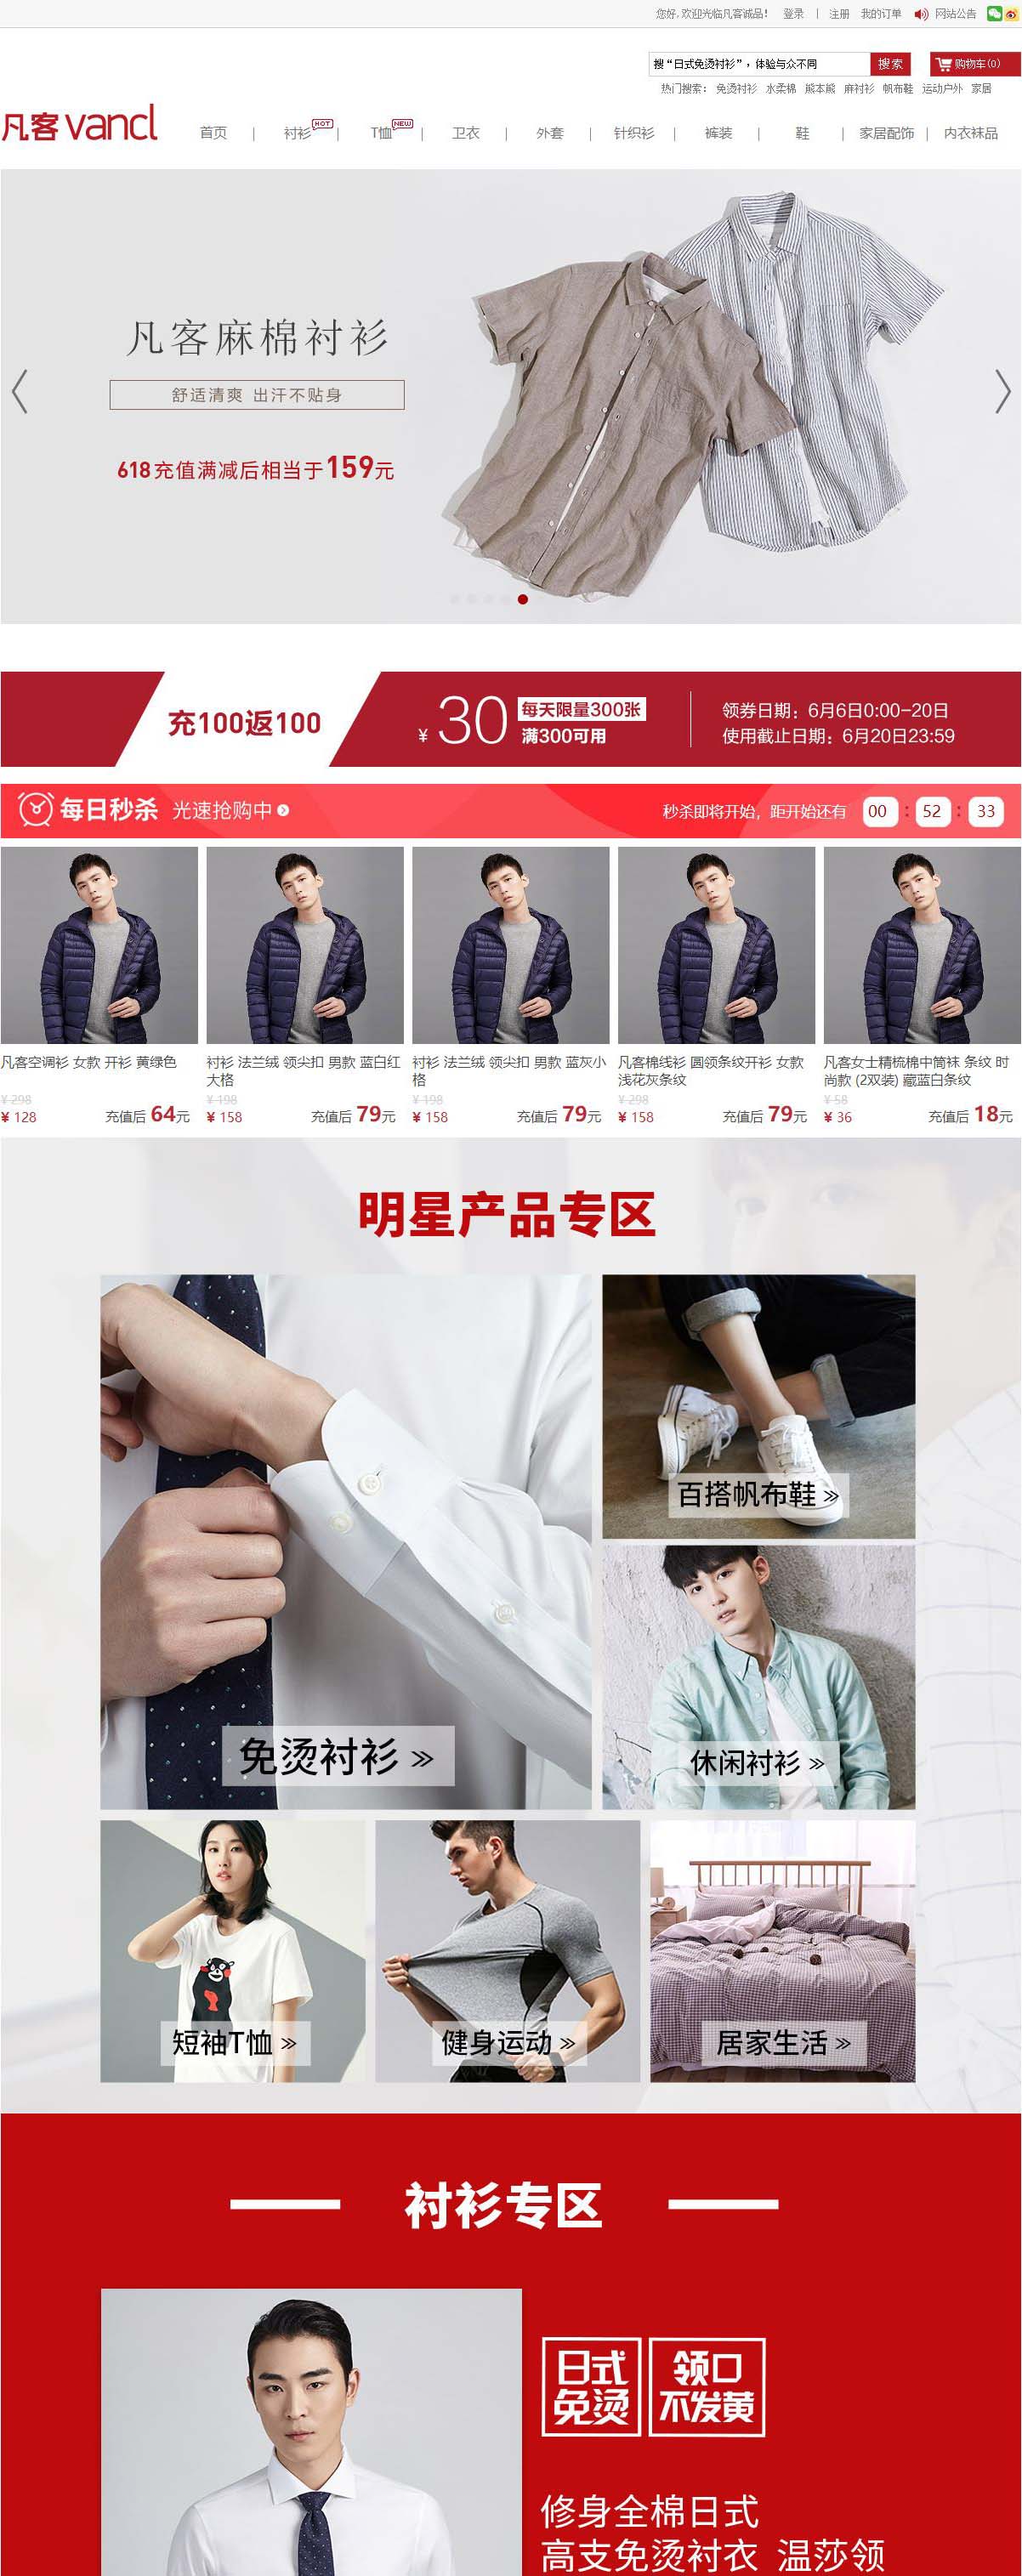 您好,欢迎光临凡客诚品! 登录 | 注册 我的订单 网站公告
搜“日式免烫衬衫”，体验与众不同 搜索 购物车(0)
热门搜索: 免烫衬衫 水柔棉 熊本熊 麻衬衫 帆布鞋 运动户外 家居
凡客 vancl
首页 | 衬衫 HOT | T恤 NEW | 卫衣 | 外套 | 针织衫 | 裤装 | 鞋 | 家居配饰 | 内衣袜品
凡客麻棉衬衫
舒适清爽 出汗不贴身
618充值满减后相当于159元
充100返100
¥ 30 每天限量300张
满300可用
领券日期：6月6日0:00-20日
使用截止日期：6月20日23:59
每日秒杀 光速抢购中
秒杀即将开始，距开始还有 00 : 52 : 33
凡客空调衫 女款 开衫 黄绿色
¥ 298
¥ 128 充值后 64元
衬衫 法兰绒 领尖扣 男款 蓝白红
大格
¥ 198
¥ 158 充值后 79元
衬衫 法兰绒 领尖扣 男款 蓝灰小
格
¥ 198
¥ 158 充值后 79元
凡客棉线衫 圆领条纹开衫 女款
浅花灰条纹
¥ 298
¥ 158 充值后 79元
凡客女士精梳棉中筒袜 条纹 时
尚款 (2双装) 藏蓝白条纹
¥ 58
¥ 36 充值后 18元
明星产品专区
百搭帆布鞋
免烫衬衫
休闲衬衫
短袖T恤
健身运动
居家生活
衬衫专区
日式
免烫
领口
不发黄
修身全棉日式
高支免烫衬衣 温莎领